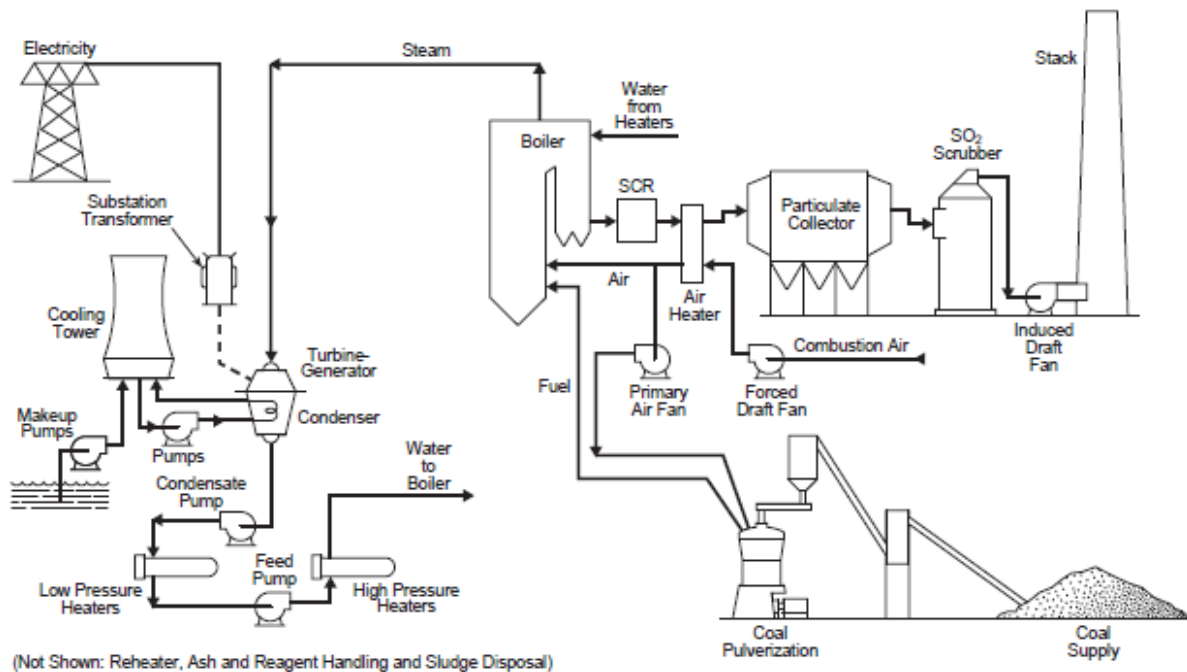 Electricity
Steam
Stack
Water
from
Heaters
Boiler
SO2
Scrubber
SCR
Particulate
Collector
Substation
Transformer
Air
Air
Heater
Cooling
Tower
Induced
Draft
Fan
Combustion Air
Turbine-
Generator
Fuel
Primary
Air Fan
Forced
Draft Fan
Makeup
Pumps
Condenser
Pumps
Water
to
Boiler
Condensate
Pump
Feed
Pump
Low Pressure
Heaters
High Pressure
Heaters
Coal
Pulverization
Coal
Supply
(Not Shown: Reheater, Ash and Reagent Handling and Sludge Disposal)